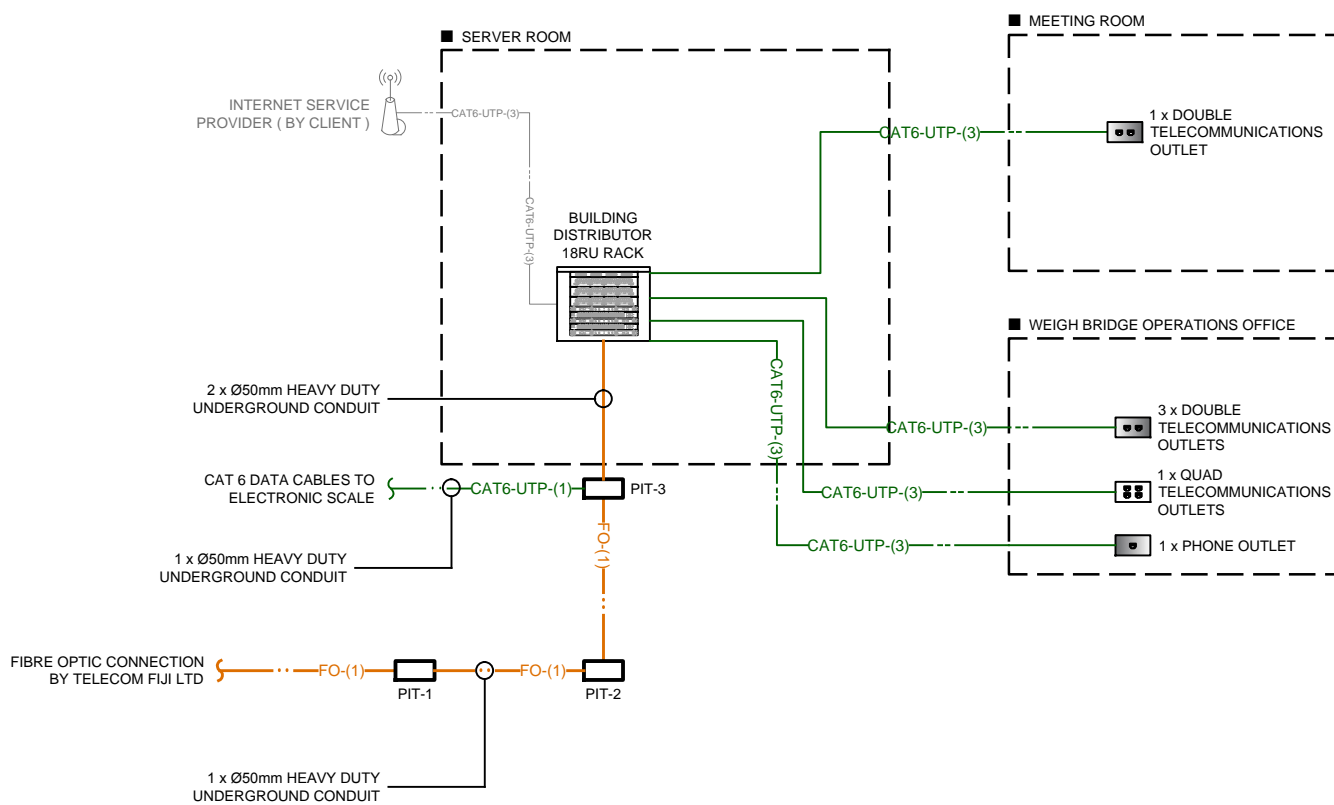 MEETING ROOM
SERVER ROOM
INTERNET SERVICE
PROVIDER ( BY CLIENT )
CAT6-UTP-(3)
CAT6-UTP-(3)
CAT6-UTP-(3)
1 x DOUBLE
TELECOMMUNICATIONS
OUTLET
BUILDING
DISTRIBUTOR
18RU RACK
WEIGH BRIDGE OPERATIONS OFFICE
2 x Ø50mm HEAVY DUTY
UNDERGROUND CONDUIT
CAT6-UTP-(3)
CAT6-UTP-(3)
3 x DOUBLE
TELECOMMUNICATIONS
OUTLETS
CAT 6 DATA CABLES TO
ELECTRONIC SCALE
CAT6-UTP-(1)
PIT-3
CAT6-UTP-(3)
1 x QUAD
TELECOMMUNICATIONS
OUTLETS
1 x Ø50mm HEAVY DUTY
UNDERGROUND CONDUIT
FO-(1)
CAT6-UTP-(3)
1 x PHONE OUTLET
FIBRE OPTIC CONNECTION
BY TELECOM FIJI LTD
FO-(1)
FO-(1)
PIT-1
PIT-2
1 x Ø50mm HEAVY DUTY
UNDERGROUND CONDUIT